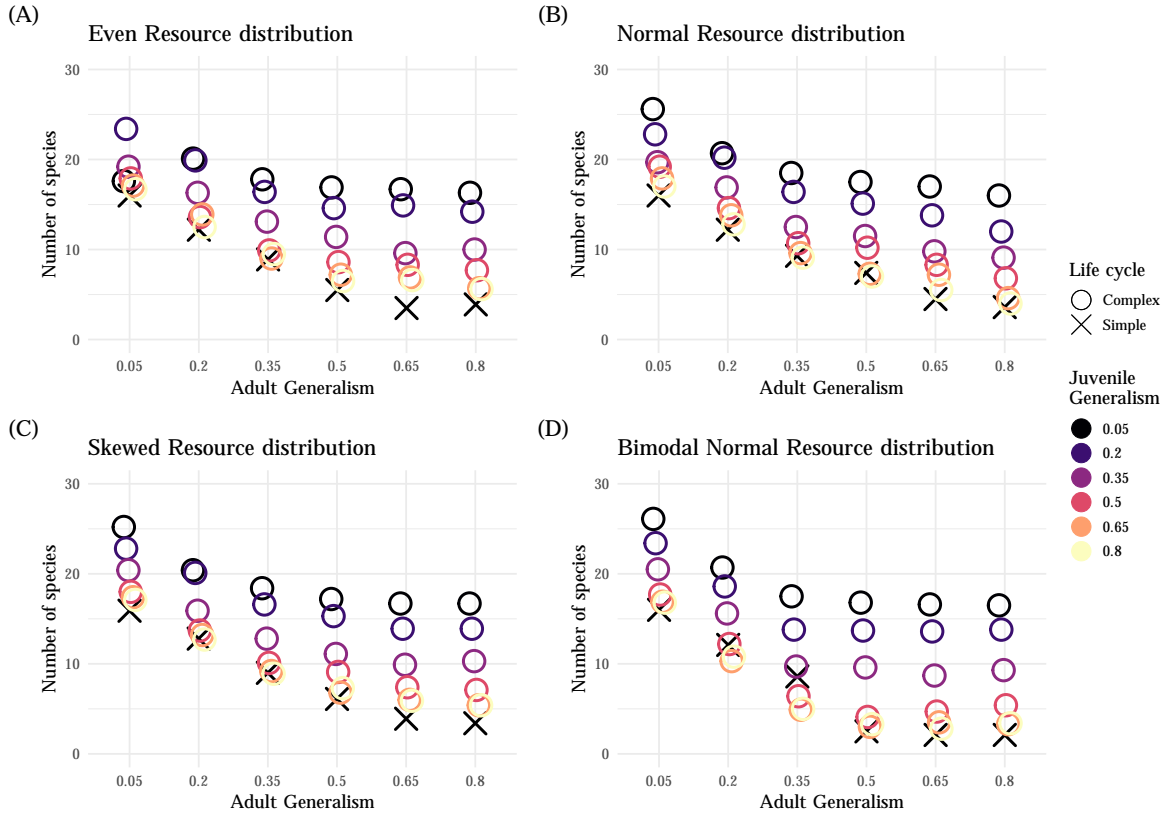 (A)
Even Resource distribution
30
20
10
0
Number of species
0.05 0.2 0.35 0.5 0.65 0.8
Adult Generalism
(B)
Normal Resource distribution
30
20
10
0
Number of species
0.05 0.2 0.35 0.5 0.65 0.8
Adult Generalism
(C)
Skewed Resource distribution
30
20
10
0
Number of species
0.05 0.2 0.35 0.5 0.65 0.8
Adult Generalism
(D)
Bimodal Normal Resource distribution
30
20
10
0
Number of species
0.05 0.2 0.35 0.5 0.65 0.8
Adult Generalism
Life cycle
Complex
Simple
Juvenile
Generalism
0.05
0.2
0.35
0.5
0.65
0.8